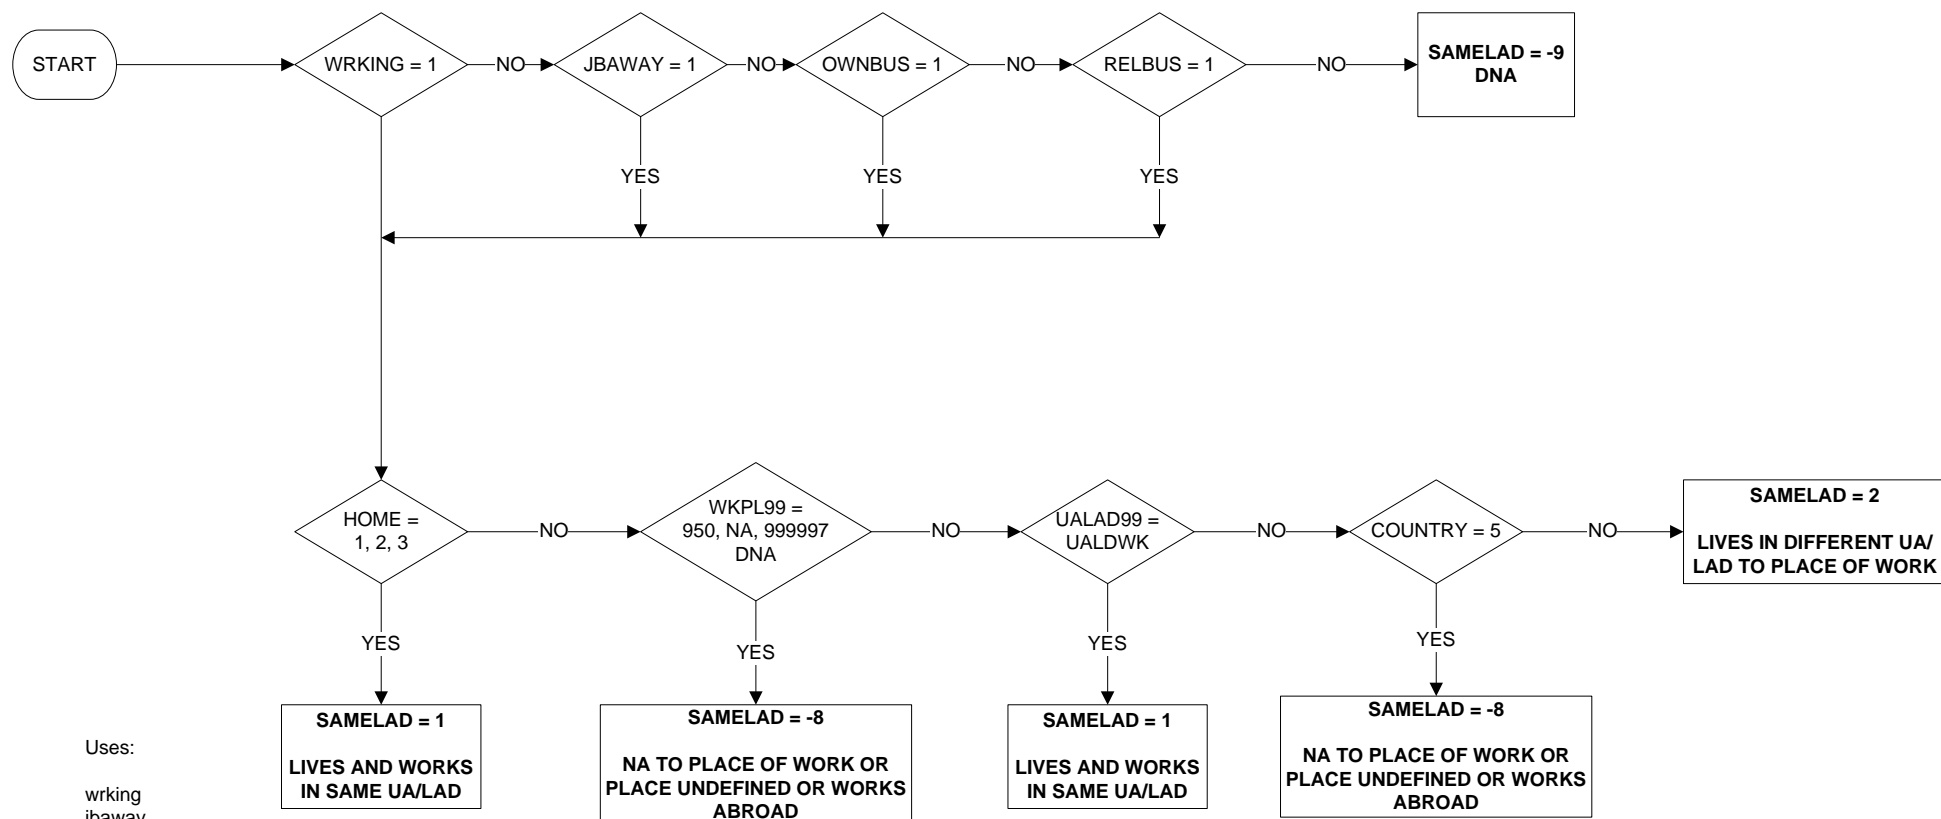 START
WRKING = 1
NO
JBAWAY = 1
NO
OWNBUS = 1
NO
RELBUS = 1
NO
SAMELAD = -9
DNA
YES
YES
YES
HOME =
1, 2, 3
NO
WKPL99 =
950, NA, 999997
DNA
NO
UALAD99 =
UALDWK
NO
COUNTRY = 5
NO
SAMELAD = 2
LIVES IN DIFFERENT UA/
LAD TO PLACE OF WORK
YES
YES
YES
YES
SAMELAD = 1
LIVES AND WORKS
IN SAME UA/LAD
SAMELAD = -8
NA TO PLACE OF WORK OR
PLACE UNDEFINED OR WORKS
ABROAD
SAMELAD = 1
LIVES AND WORKS
IN SAME UA/LAD
SAMELAD = -8
NA TO PLACE OF WORK OR
PLACE UNDEFINED OR WORKS
ABROAD
Uses:
wrking
jbaway